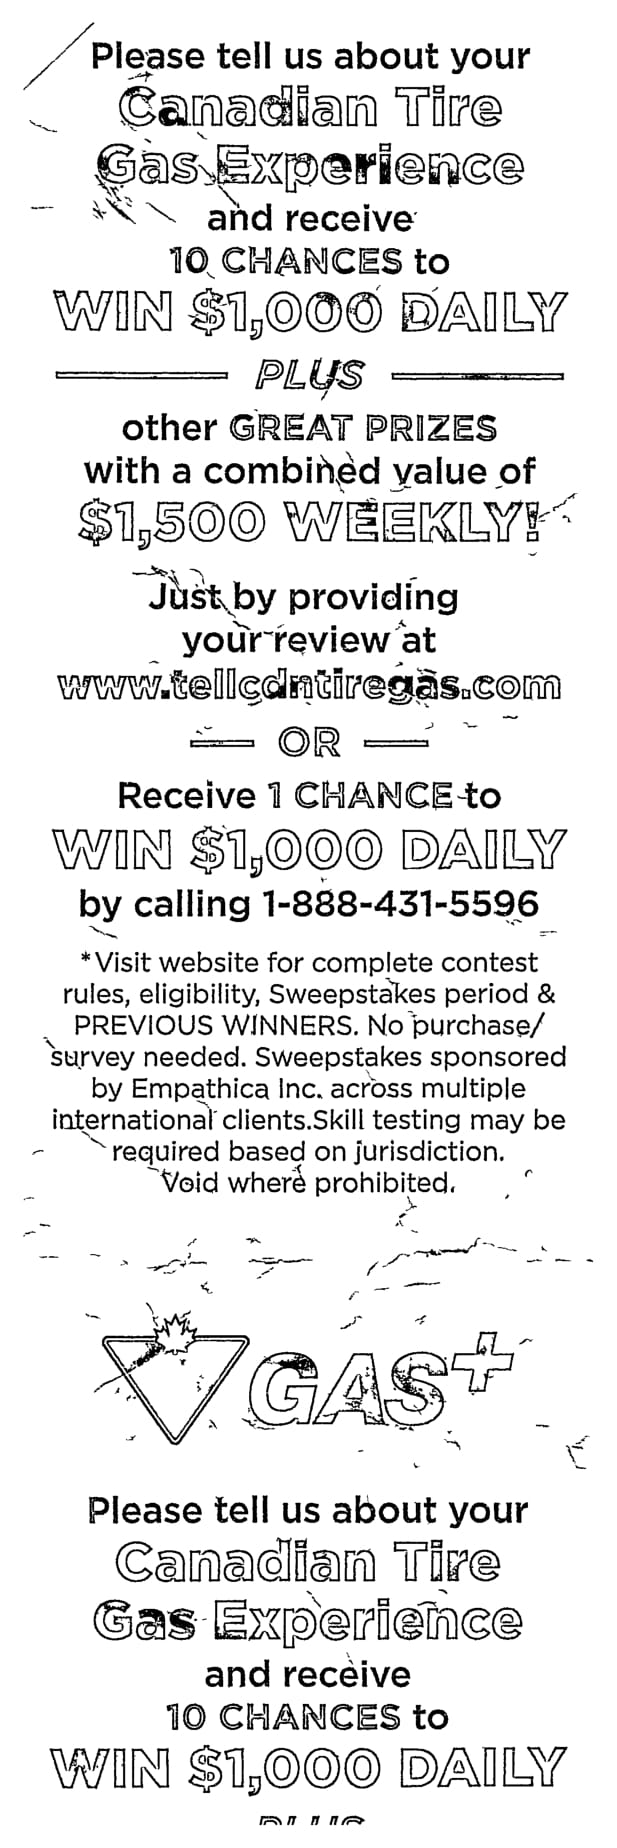 Please tell us about your
Canadian Tire
Gas Experience
and receive
10 CHANCES to
WIN $1,000 DAILY
PLUS
other GREAT PRIZES
with a combined value of
$1,500 WEEKLY!
Just by providing
your review at
www.tellcdntiregas.com
OR
Receive 1 CHANCE to
WIN $1,000 DAILY
by calling 1-888-431-5596
*Visit website for complete contest
rules, eligibility, Sweepstakes period &
PREVIOUS WINNERS. No purchase/
survey needed. Sweepstakes sponsored
by Empathica Inc. across multiple
international clients.Skill testing may be
required based on jurisdiction.
Void where prohibited.
GAS+
Please tell us about your
Canadian Tire
Gas Experience
and receive
10 CHANCES to
WIN $1,000 DAILY
PLUS